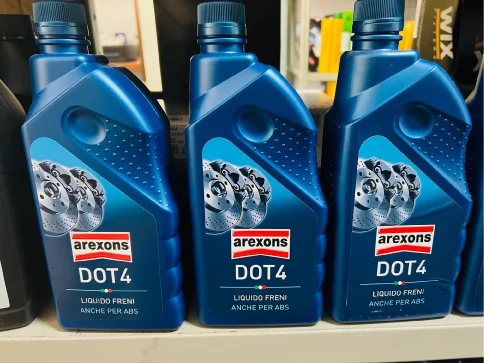 WIX
arexons
DOT4
LIQUIDO FRENI
ANCHE PER ABS
arexons
DOT4
LIQUIDO FRENI
ANCHE PER ABS
arexons
DOT4
LIQUIDO FRENI
ANCHE PER ABS